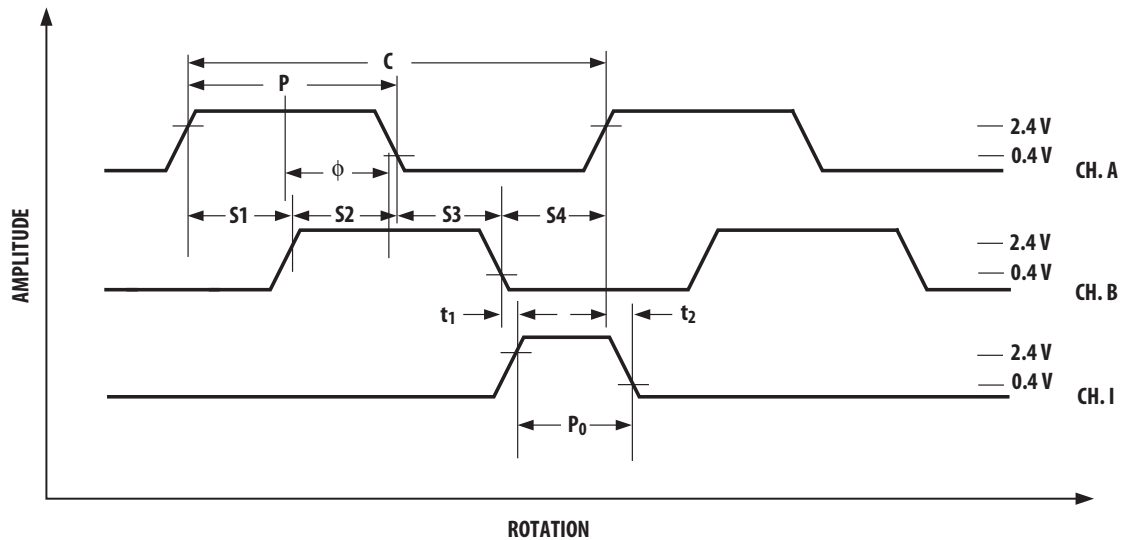 C
P
2.4 V
0.4 V
CH. A
ϕ
S1 S2 S3 S4
2.4 V
0.4 V
CH. B
AMPLITUDE
t₁ t₂
2.4 V
0.4 V
CH. I
P₀
ROTATION